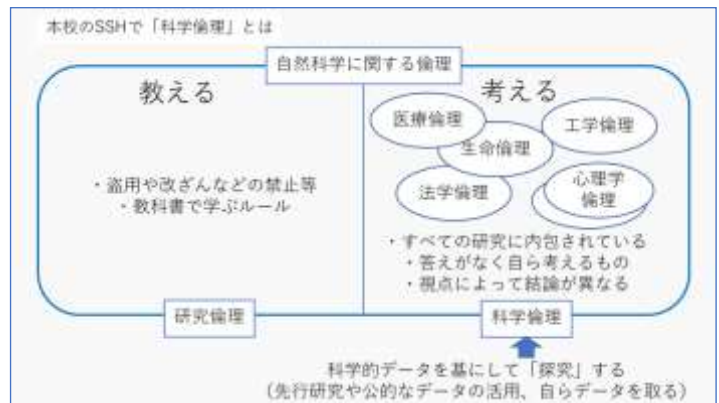 本校のSSHで「科学倫理」とは
自然科学に関する倫理
教える
・盗用や改ざんなどの禁止等
・教科書で学ぶルール
研究倫理
考える
医療倫理
生命倫理
工学倫理
法学倫理
心理学
倫理
・すべての研究に内包されている
・答えがなく自ら考えるもの
・視点によって結論が異なる
科学倫理
科学的データを基にして「探究」する
（先行研究や公的なデータの活用、自らデータを取る）